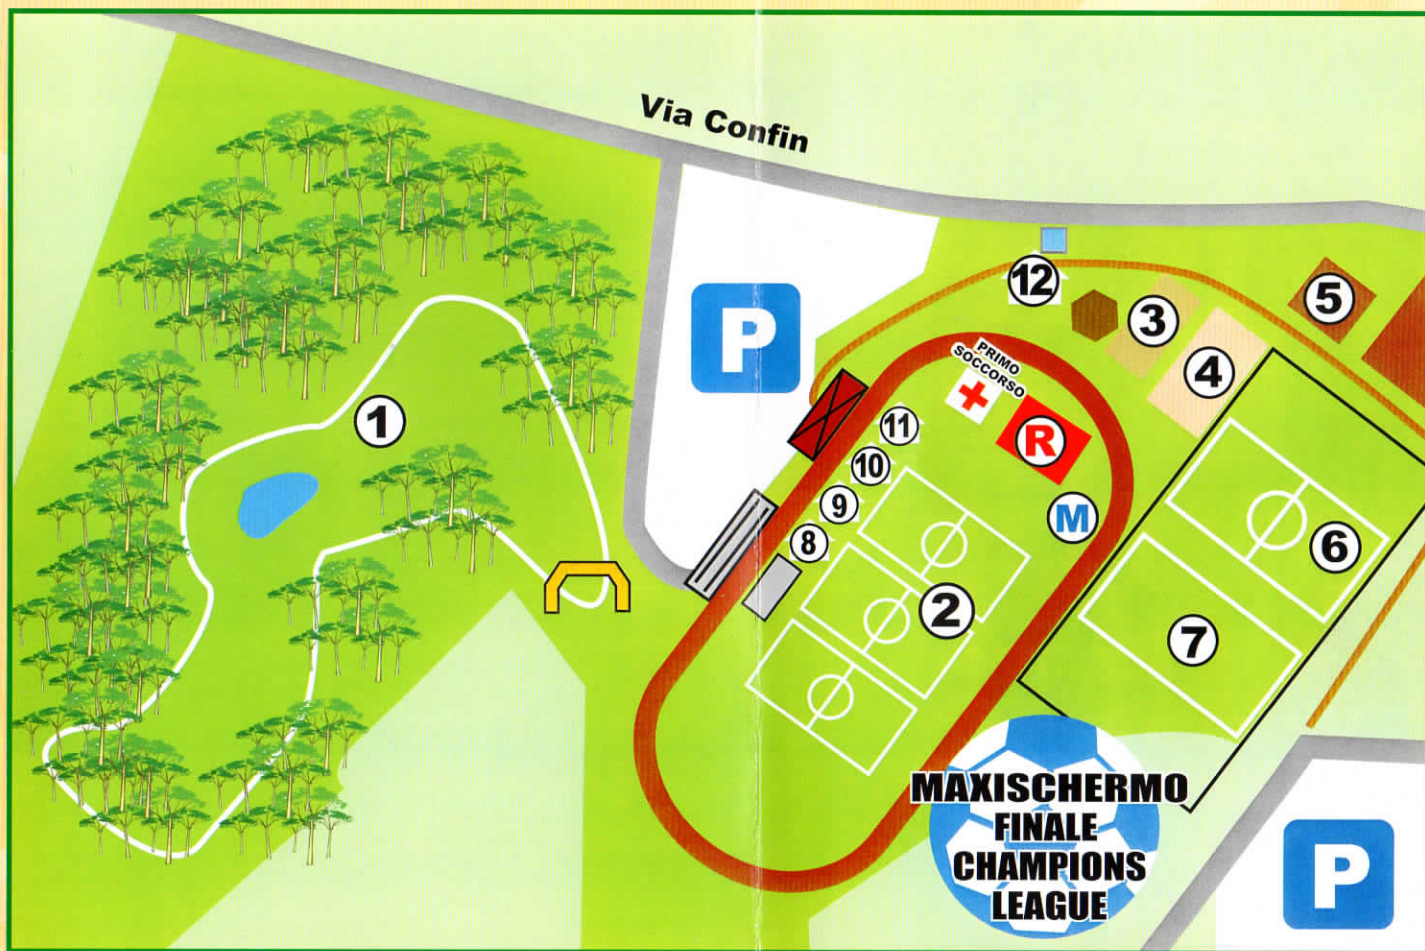 Via Confin
P
12
3
5
4
PRIMO
SOCCORSO
R
11
10
9
8
M
1
2
6
7
MAXISCHERMO
FINALE
CHAMPIONS
LEAGUE
P